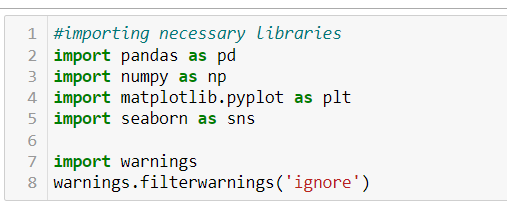 1 #importing necessary libraries
2 import pandas as pd
3 import numpy as np
4 import matplotlib.pyplot as plt
5 import seaborn as sns
6
7 import warnings
8 warnings.filterwarnings('ignore')